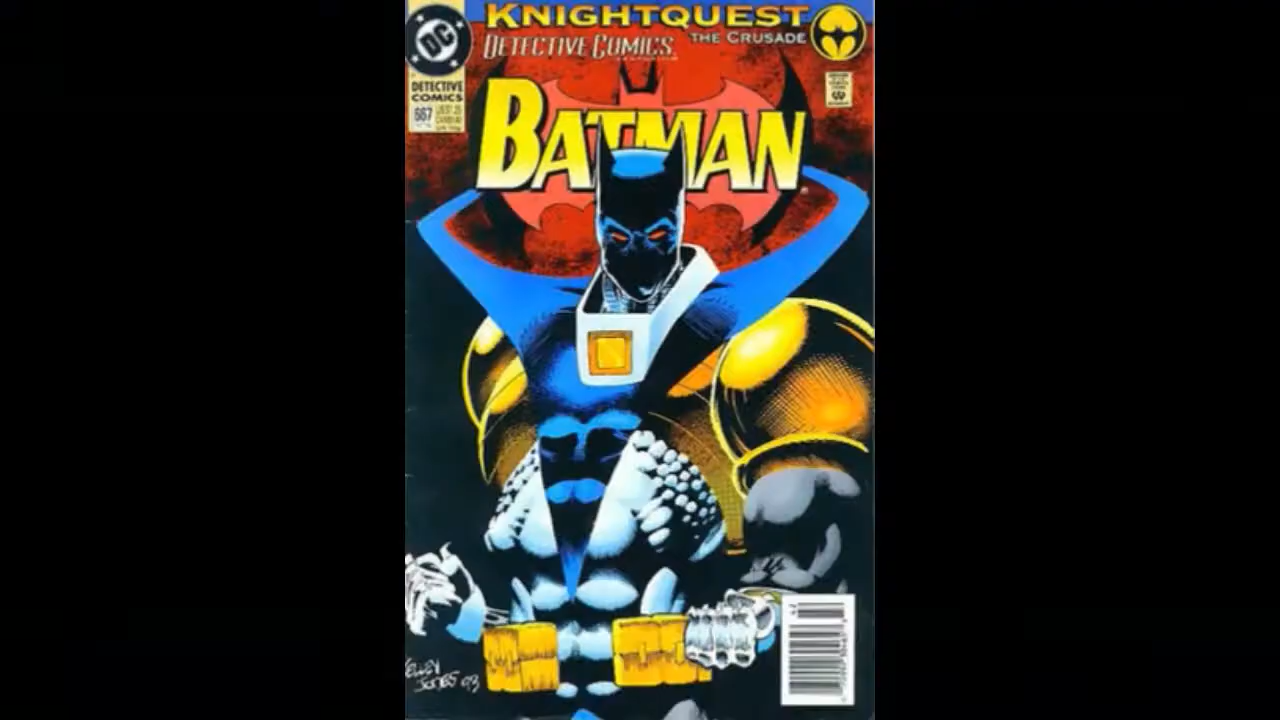 KNIGHTQUEST
THE CRUSADE
DC
DETECTIVE COMICS
DETECTIVE
COMICS
667
BATMAN
KELLEY
JONES 93